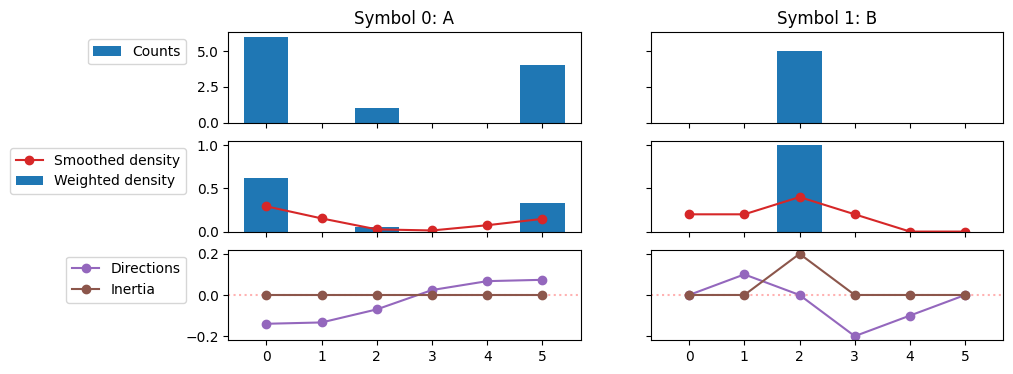 Symbol 0: A
Symbol 1: B
Counts
5.0
2.5
0.0
Smoothed density
Weighted density
1.0
0.5
0.0
Directions
Inertia
0.2
0.0
−0.2
0 1 2 3 4 5
0 1 2 3 4 5